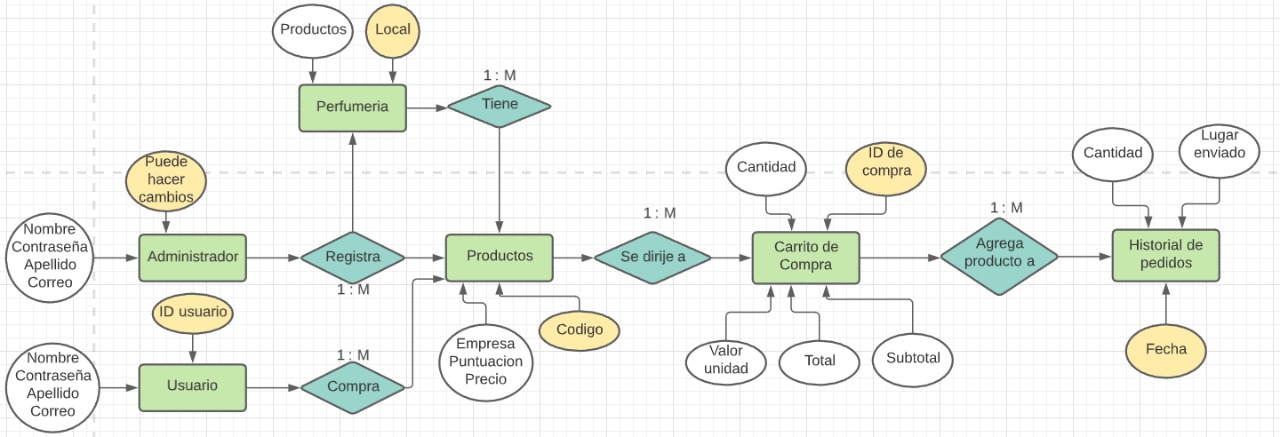 Productos
Local
1 : M
Perfumeria
Tiene
Puede
hacer
cambios
Cantidad
ID de
compra
Cantidad
Lugar
enviado
1 : M
1 : M
Nombre
Contraseña
Apellido
Correo
Administrador
Registra
1 : M
Productos
Se dirije a
Carrito de
Compra
Agrega
producto a
Historial de
pedidos
ID usuario
Codigo
Empresa
Puntuacion
Precio
Nombre
Contraseña
Apellido
Correo
Usuario
1 : M
Compra
Valor
unidad
Total
Subtotal
Fecha